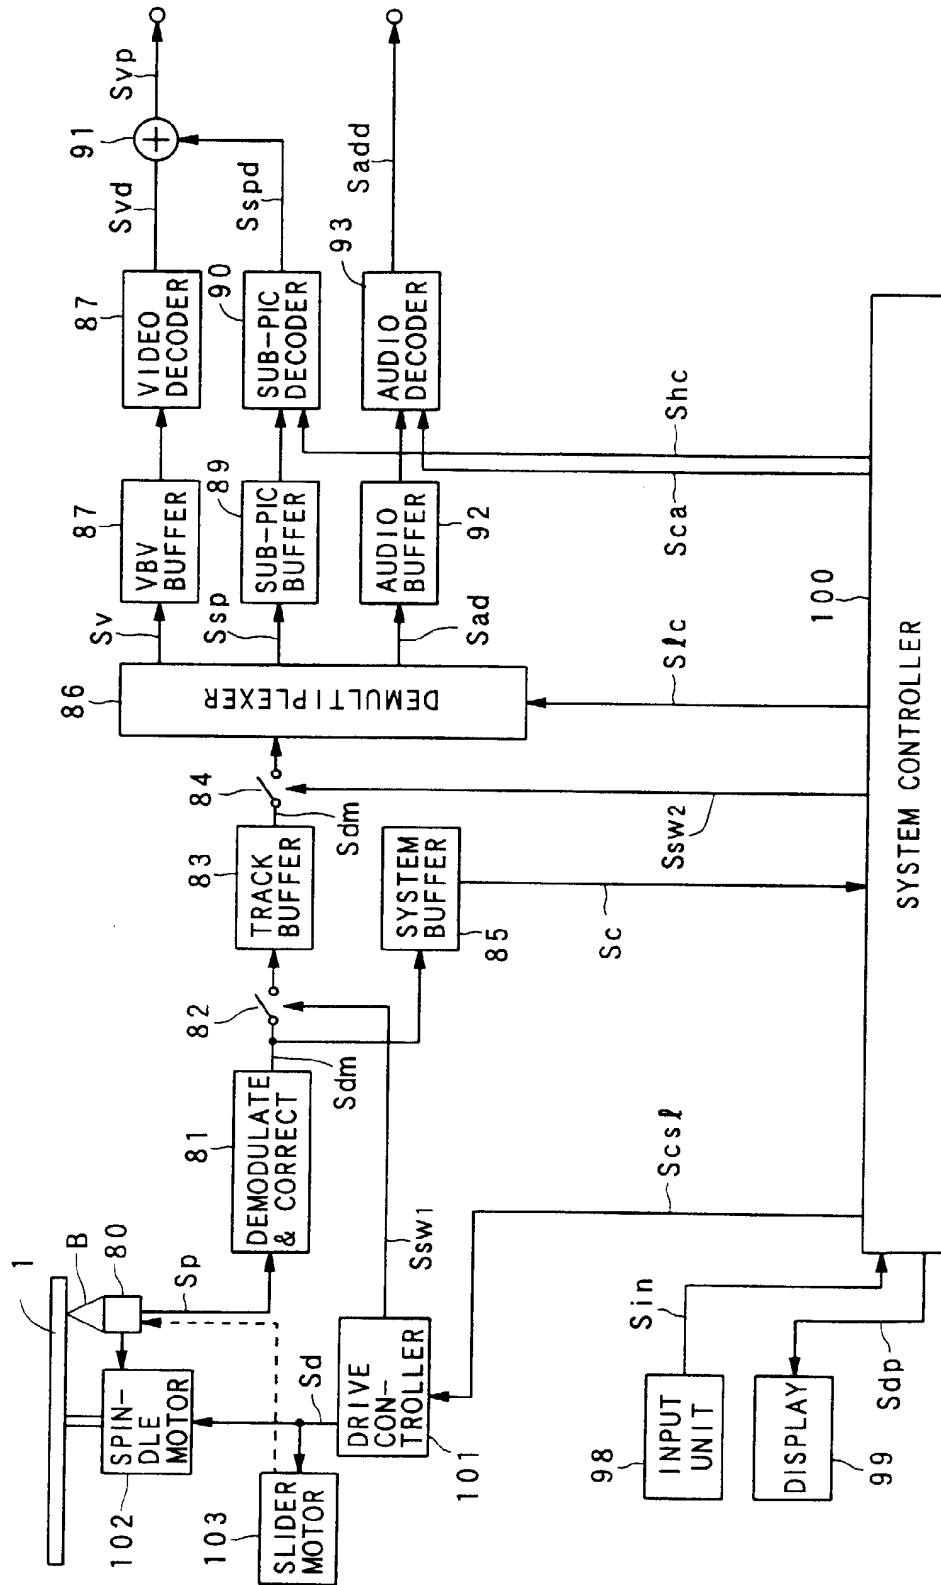 1
B
80
SPIN-
DLE
MOTOR
102
SLIDER
MOTOR
103
Sp
Sd
DRIVE
CON-
TROLLER
101
DEMODULATE
& CORRECT
81
Sdm
82
Ssw1
TRACK
BUFFER
83
Sdm
84
SYSTEM
BUFFER
85
Sc
Ssw2
DEMULTIPLEXER
86
Sv
Ssp
Sad
Slc
VBV
BUFFER
87
SUB-PIC
BUFFER
89
AUDIO
BUFFER
92
VIDEO
DECODER
87
SUB-PIC
DECODER
90
AUDIO
DECODER
93
Svd
91
+
Svp
Sspd
Sadd
Shc
Sca
Scsl
INPUT
UNIT
98
Sin
DISPLAY
99
Sdp
SYSTEM CONTROLLER
100